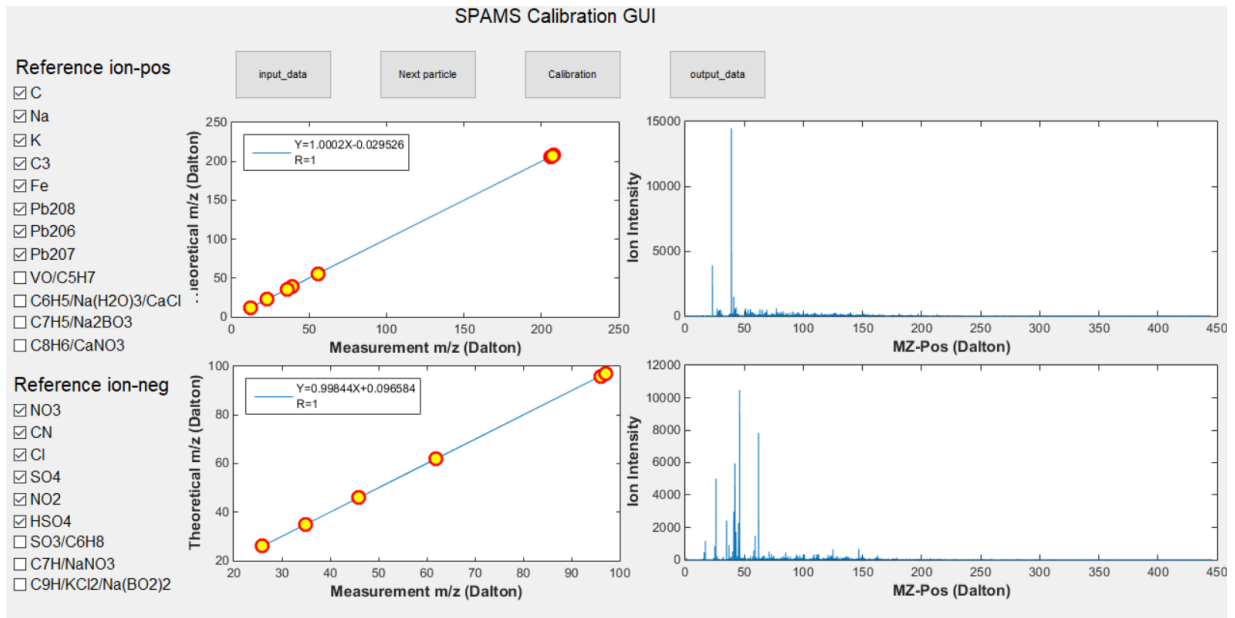 SPAMS Calibration GUI
input_data
Next particle
Calibration
output_data
Reference ion-pos
C
Na
K
C3
Fe
Pb208
Pb206
Pb207
VO/C5H7
C6H5/Na(H2O)3/CaCl
C7H5/Na2BO3
C8H6/CaNO3
Reference ion-neg
NO3
CN
Cl
SO4
NO2
HSO4
SO3/C6H8
C7H/NaNO3
C9H/KCl2/Na(BO2)2
250
200
150
100
50
0
m/z (Dalton)
Y=1.0002X-0.029526
R=1
0 50 100 150 200 250
Measurement m/z (Dalton)
15000
10000
5000
0
Ion Intensity
0 50 100 150 200 250 300 350 400 450
MZ-Pos (Dalton)
100
80
60
40
20
Theoretical m/z (Dalton)
Y=0.99844X+0.096584
R=1
20 30 40 50 60 70 80 90 100
Measurement m/z (Dalton)
12000
10000
8000
6000
4000
2000
0
Ion Intensity
0 50 100 150 200 250 300 350 400 450
MZ-Pos (Dalton)